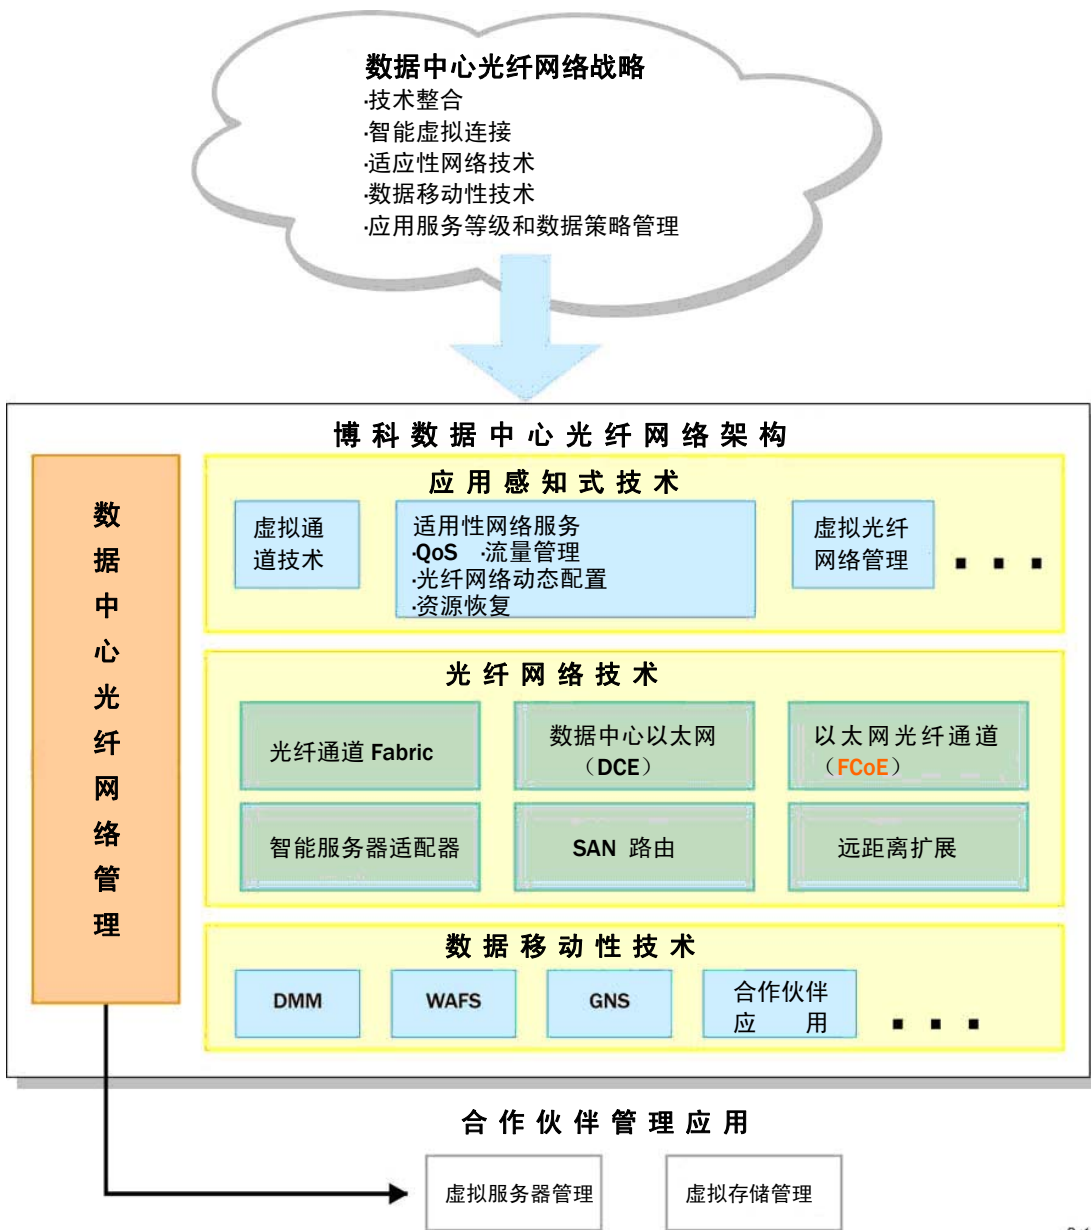 数据中心光纤网络战略
·技术整合
·智能虚拟连接
·适应性网络技术
·数据移动性技术
·应用服务等级和数据策略管理
博科数据中心光纤网络架构
数据中心光纤网络管理
应用感知式技术
虚拟通
道技术
适用性网络服务
·QoS ·流量管理
·光纤网络动态配置
·资源恢复
虚拟光纤
网络管理
...
光纤网络技术
光纤通道 Fabric
数据中心以太网
（DCE）
以太网光纤通道
（FCoE）
智能服务器适配器
SAN 路由
远距离扩展
数据移动性技术
DMM
WAFS
GNS
合作伙伴
应 用
...
合作伙伴管理应用
虚拟服务器管理
虚拟存储管理